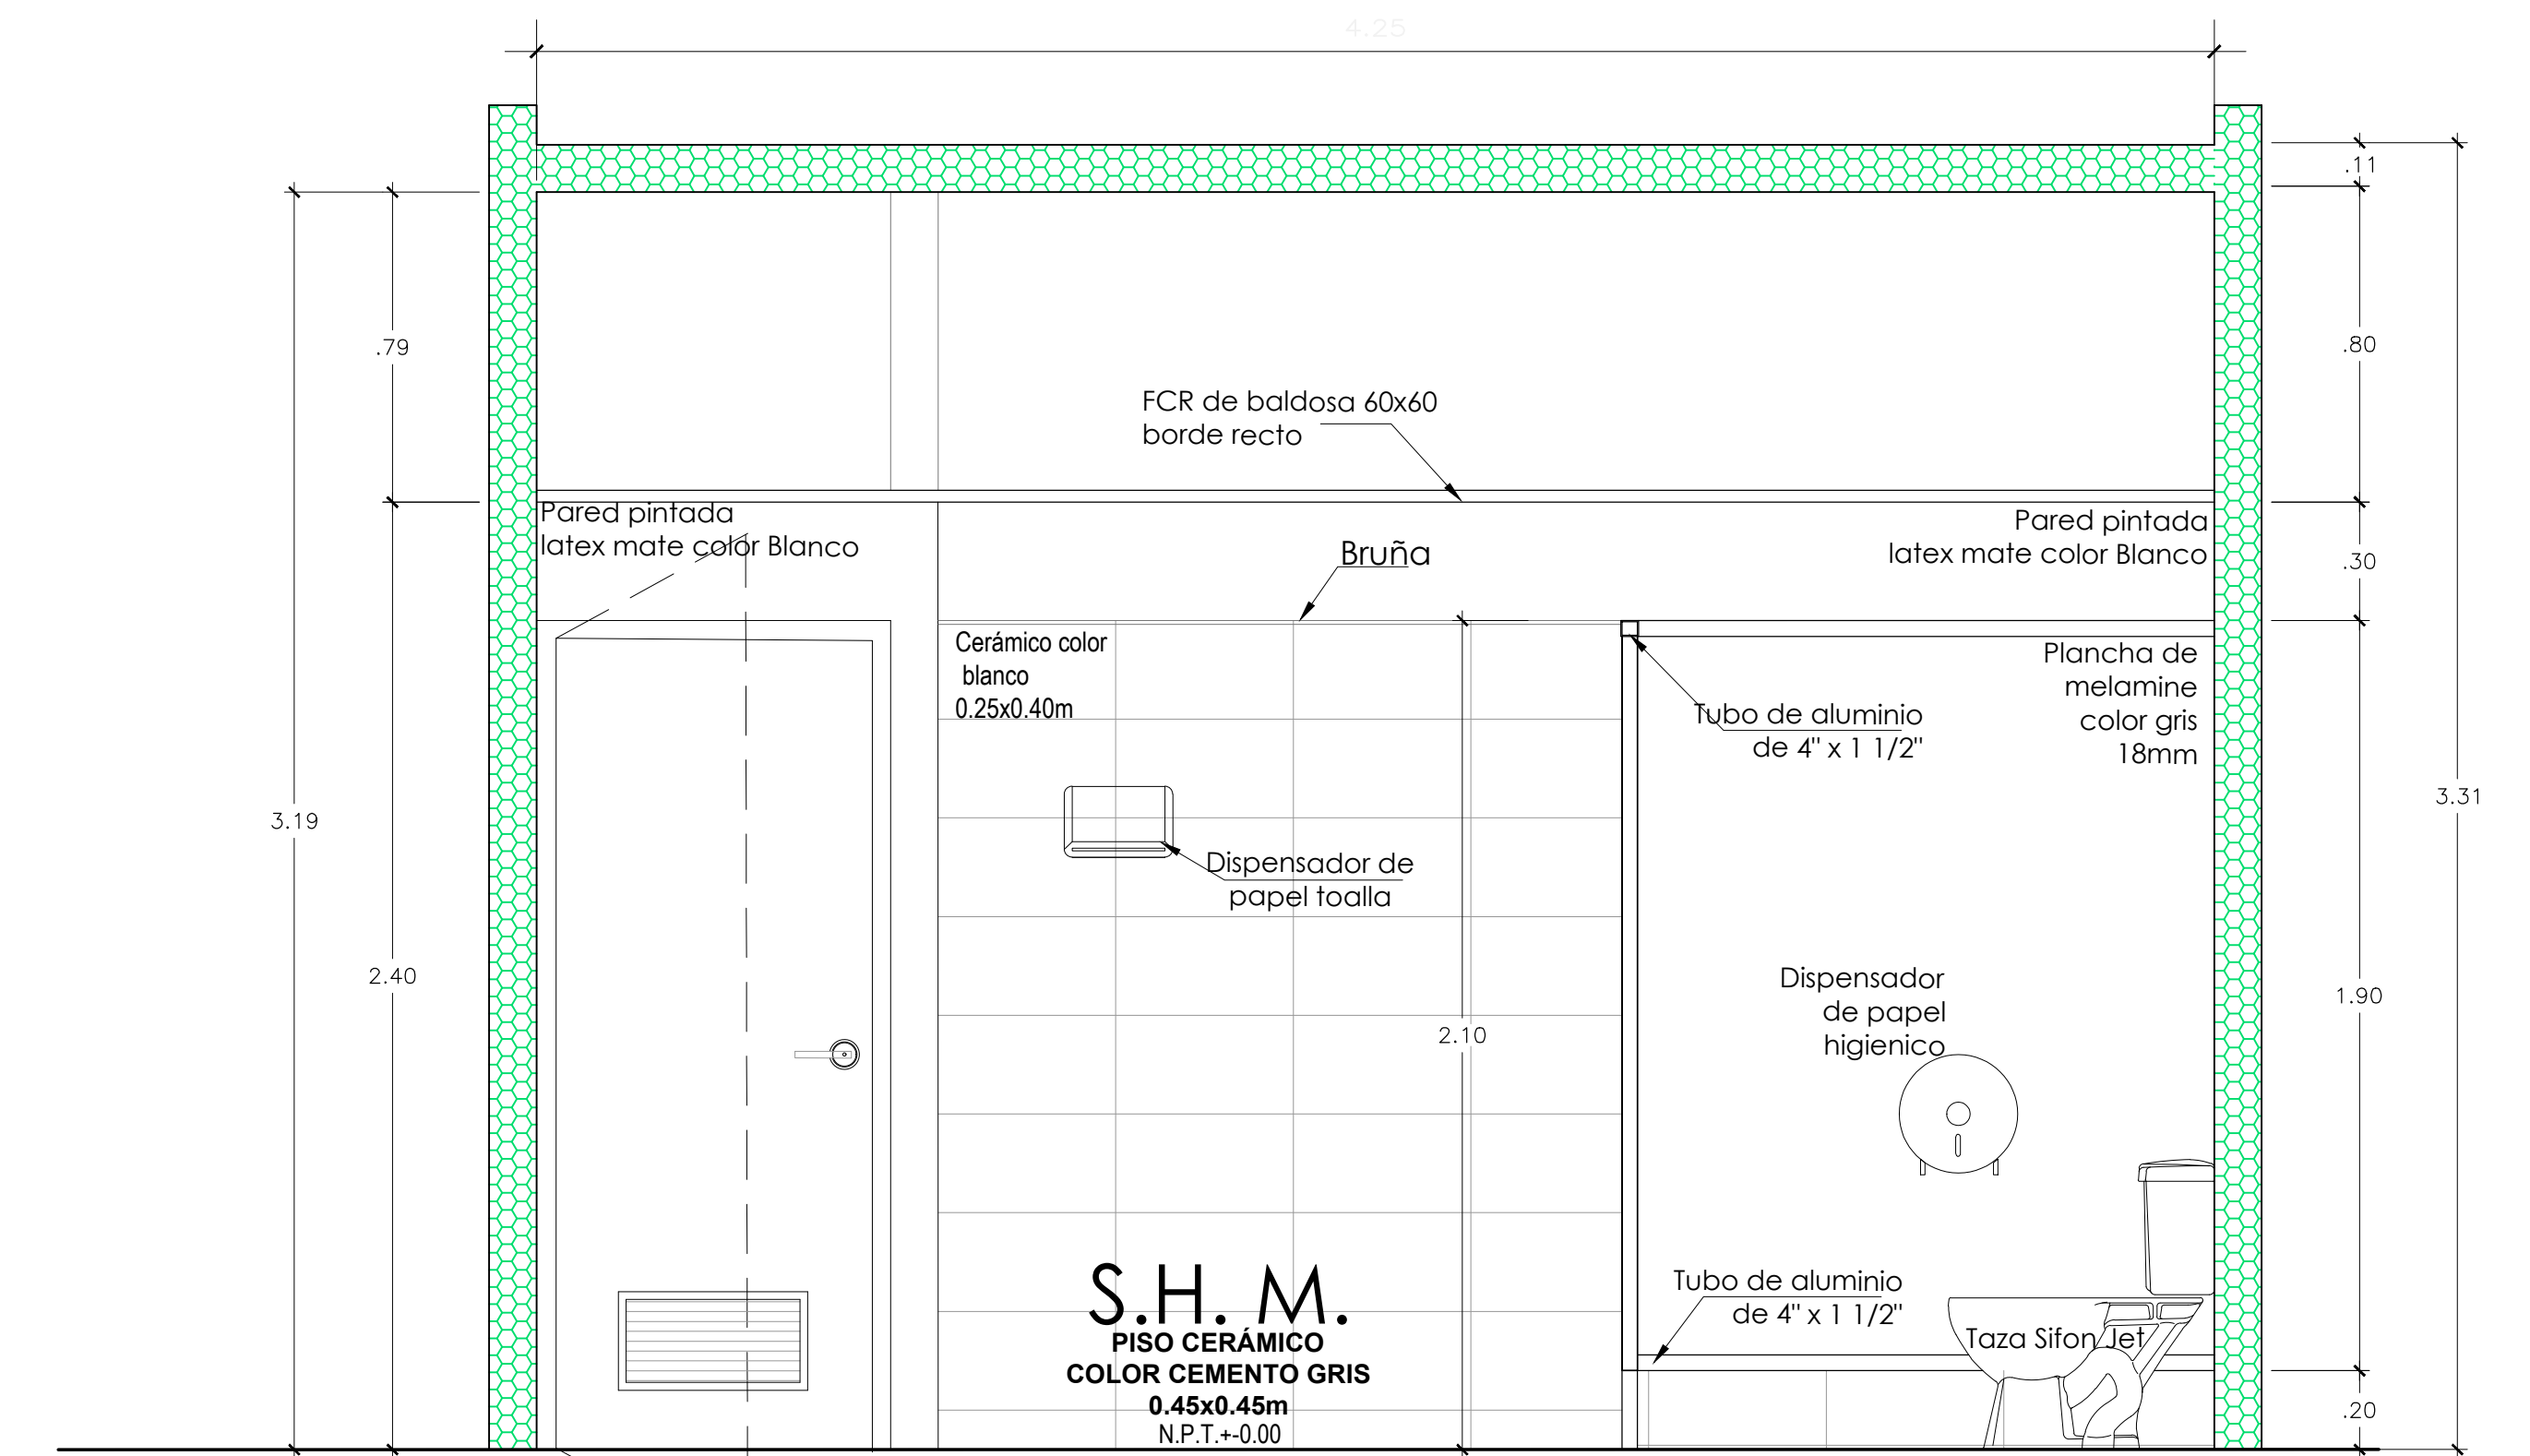 4.25
.11
.79
.80
FCR de baldosa 60x60
borde recto
Pared pintada
latex mate color Blanco
Bruña
Pared pintada
latex mate color Blanco
.30
Cerámico color
blanco
0.25x0.40m
Plancha de
melamine
color gris
18mm
Tubo de aluminio
de 4" x 1 1/2"
3.19
3.31
Dispensador de
papel toalla
2.40
Dispensador
de papel
higienico
1.90
2.10
S.H. M.
PISO CERÁMICO
COLOR CEMENTO GRIS
0.45x0.45m
N.P.T.+-0.00
Tubo de aluminio
de 4" x 1 1/2"
Taza Sifon Jet
.20